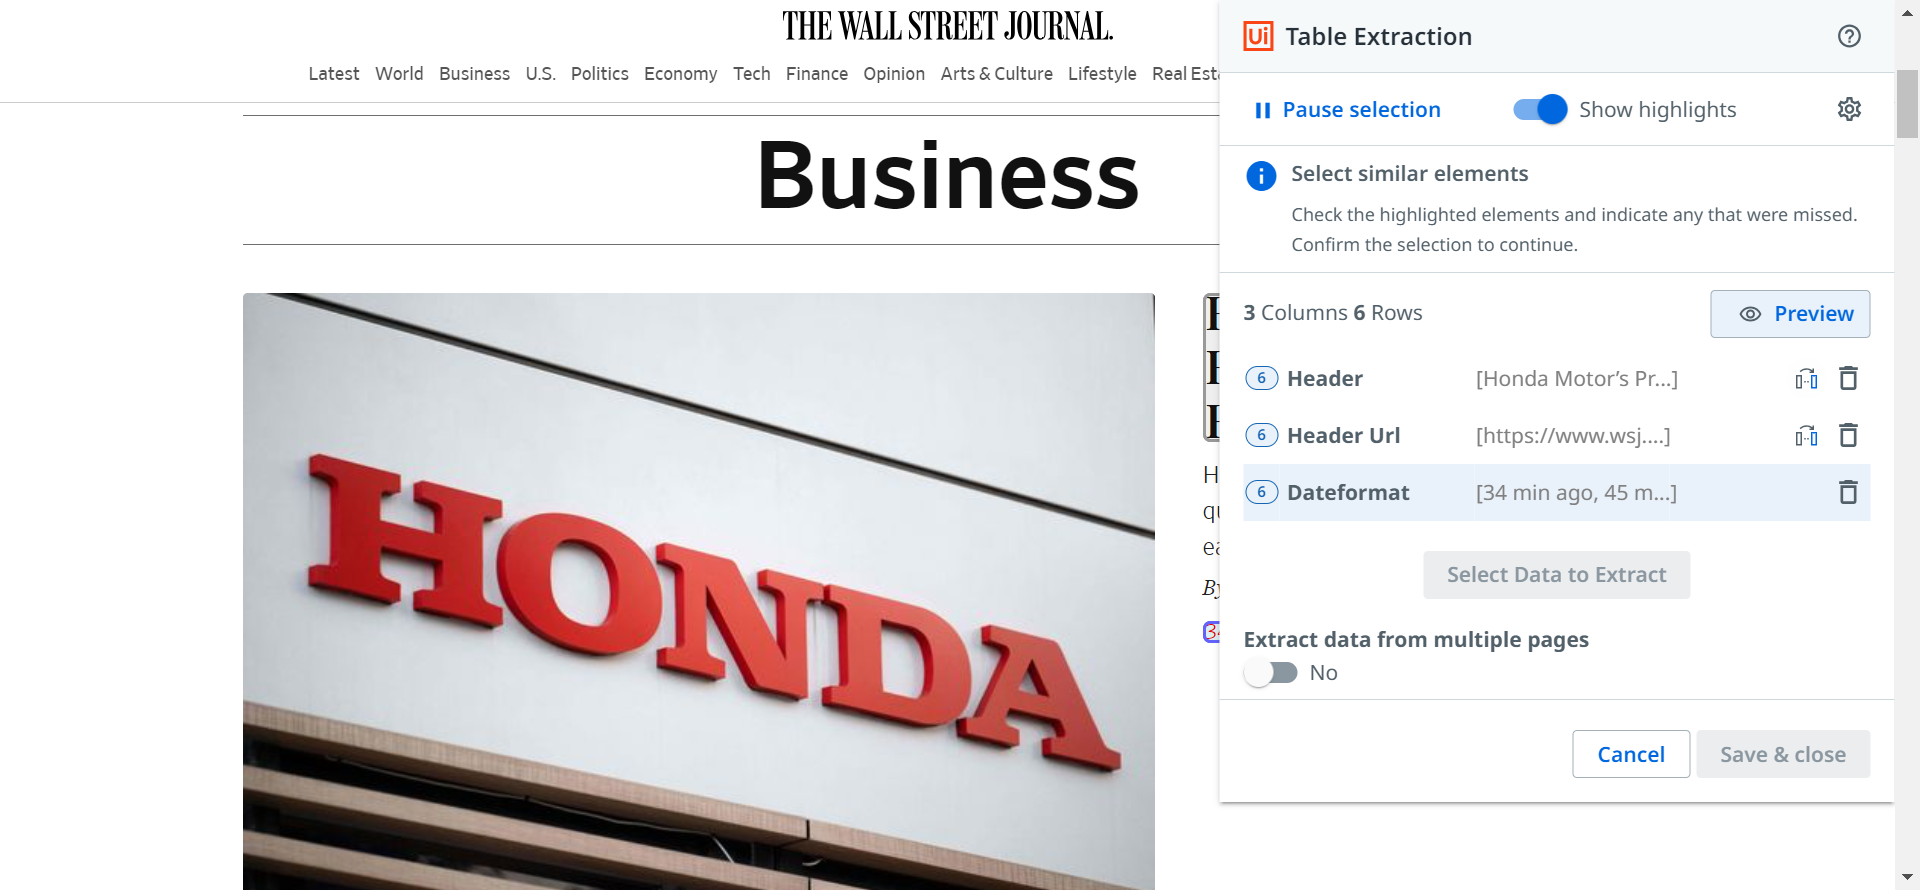 THE WALL STREET JOURNAL.
Latest World Business U.S. Politics Economy Tech Finance Opinion Arts & Culture Lifestyle Real
Business
HONDA
By
Ui Table Extraction
Pause selection Show highlights
Select similar elements
Check the highlighted elements and indicate any that were missed.
Confirm the selection to continue.
3 Columns 6 Rows Preview
6 Header [Honda Motor’s Pr...]
6 Header Url [https://www.wsj....]
6 Dateformat [34 min ago, 45 m...]
Select Data to Extract
Extract data from multiple pages
No
Cancel Save & close